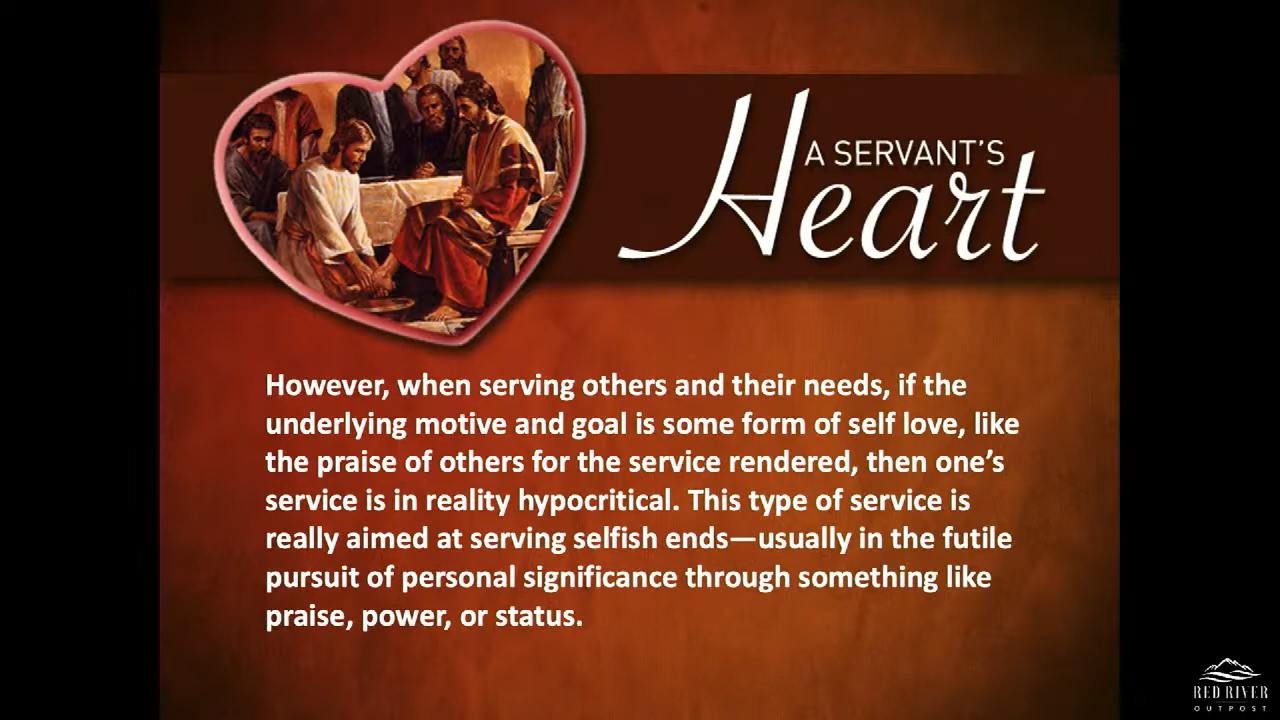 A SERVANT'S
Heart
However, when serving others and their needs, if the
underlying motive and goal is some form of self love, like
the praise of others for the service rendered, then one’s
service is in reality hypocritical. This type of service is
really aimed at serving selfish ends—usually in the futile
pursuit of personal significance through something like
praise, power, or status.
RED RIVER
OUTPOST